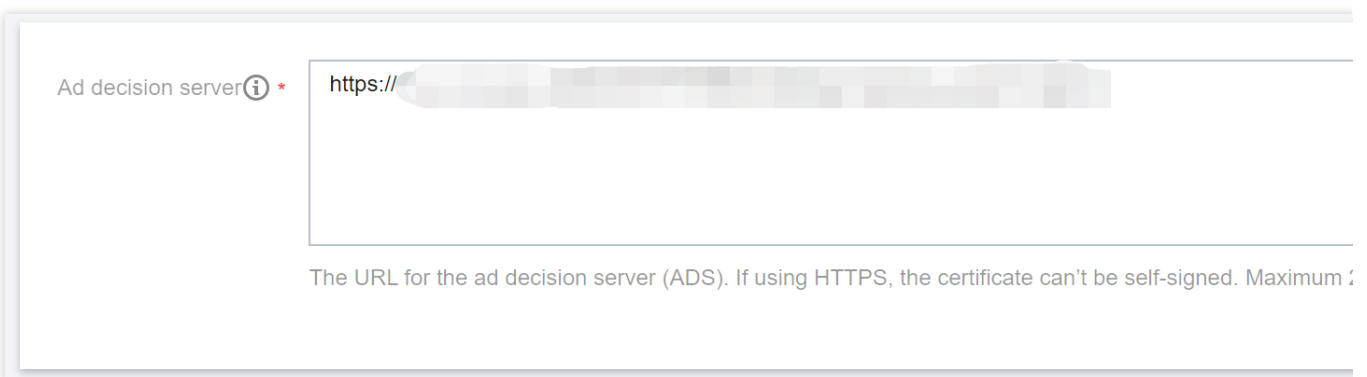 Ad decision server *
https://
The URL for the ad decision server (ADS). If using HTTPS, the certificate can't be self-signed. Maximum